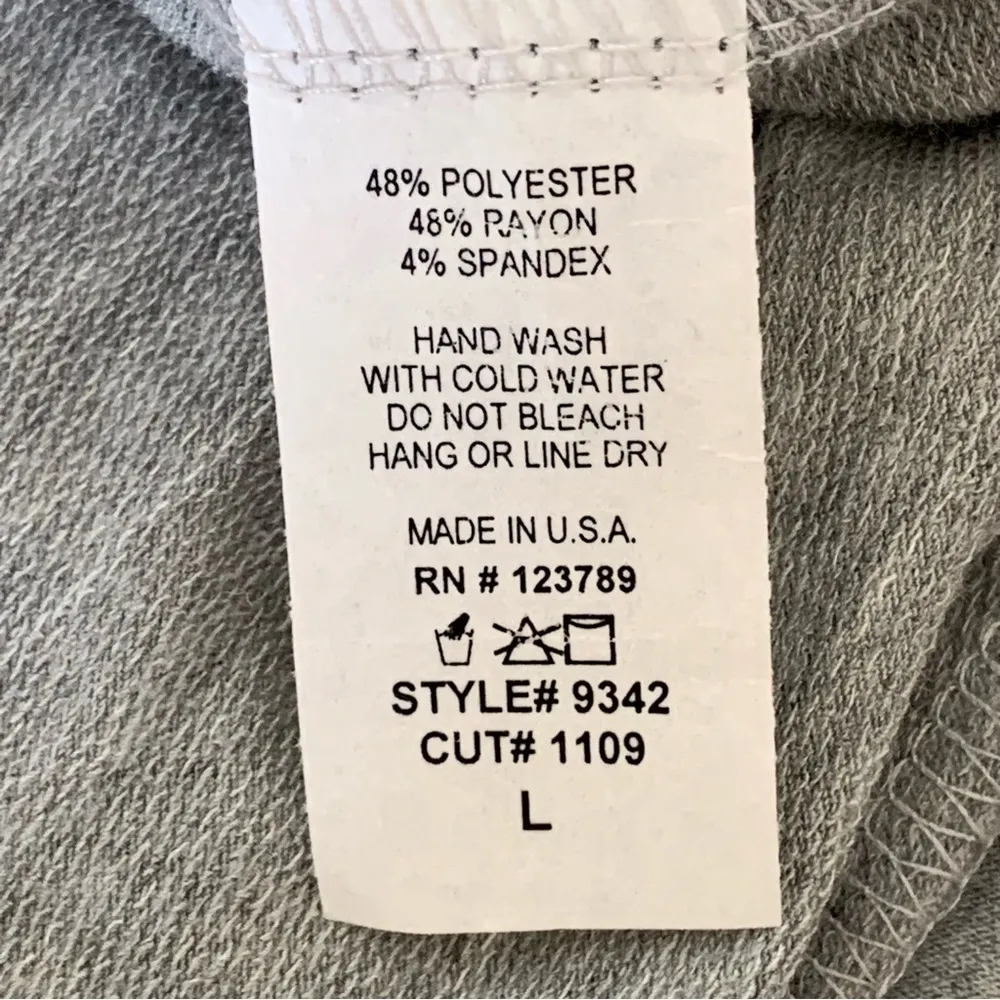 48% POLYESTER
48% RAYON
4% SPANDEX
HAND WASH
WITH COLD WATER
DO NOT BLEACH
HANG OR LINE DRY
MADE IN U.S.A.
RN # 123789
STYLE# 9342
CUT# 1109
L